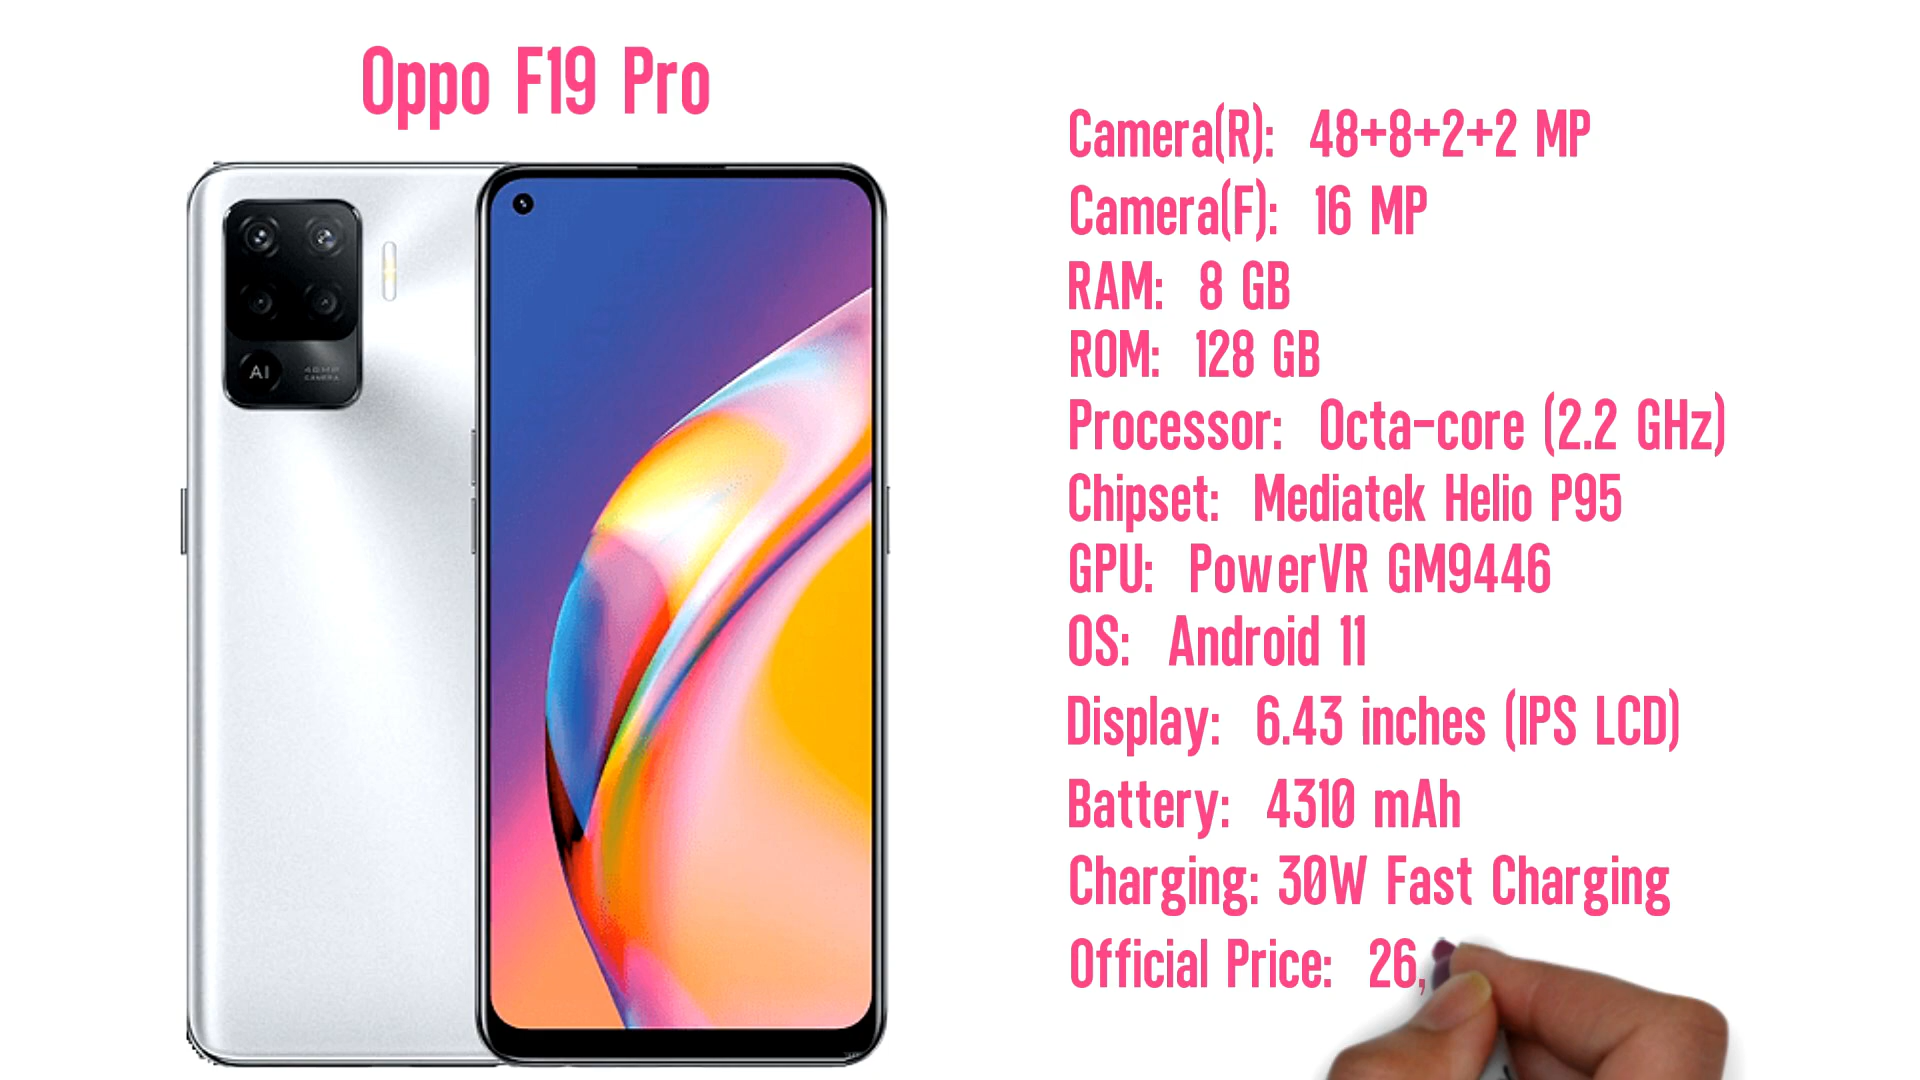 Oppo F19 Pro
Camera(R): 48+8+2+2 MP
Camera(F): 16 MP
RAM: 8 GB
ROM: 128 GB
Processor: Octa-core (2.2 GHz)
Chipset: Mediatek Helio P95
GPU: PowerVR GM9446
OS: Android 11
Display: 6.43 inches (IPS LCD)
Battery: 4310 mAh
Charging: 30W Fast Charging
Official Price: 26,
AI
48MP
CAMERA